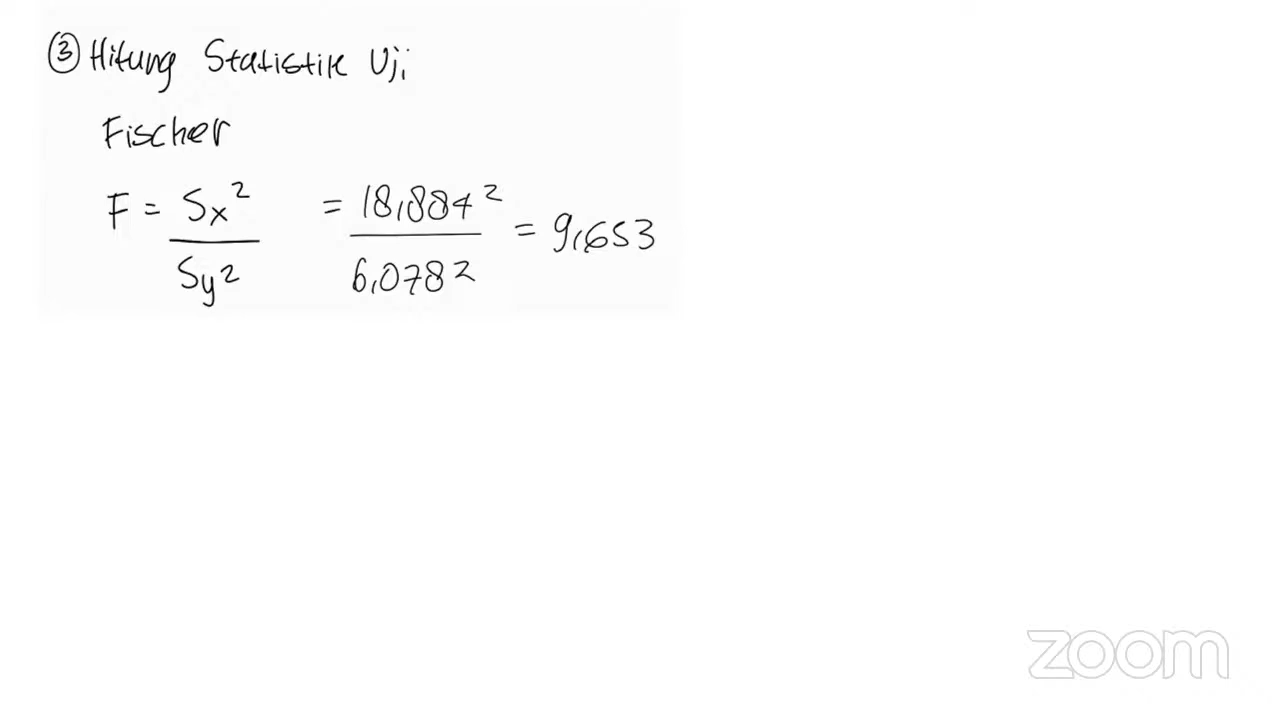 ③ Hitung Statistik Uji
Fischer
F = Sx² / Sy² = 18,884² / 6,078² = 9,653
zoom